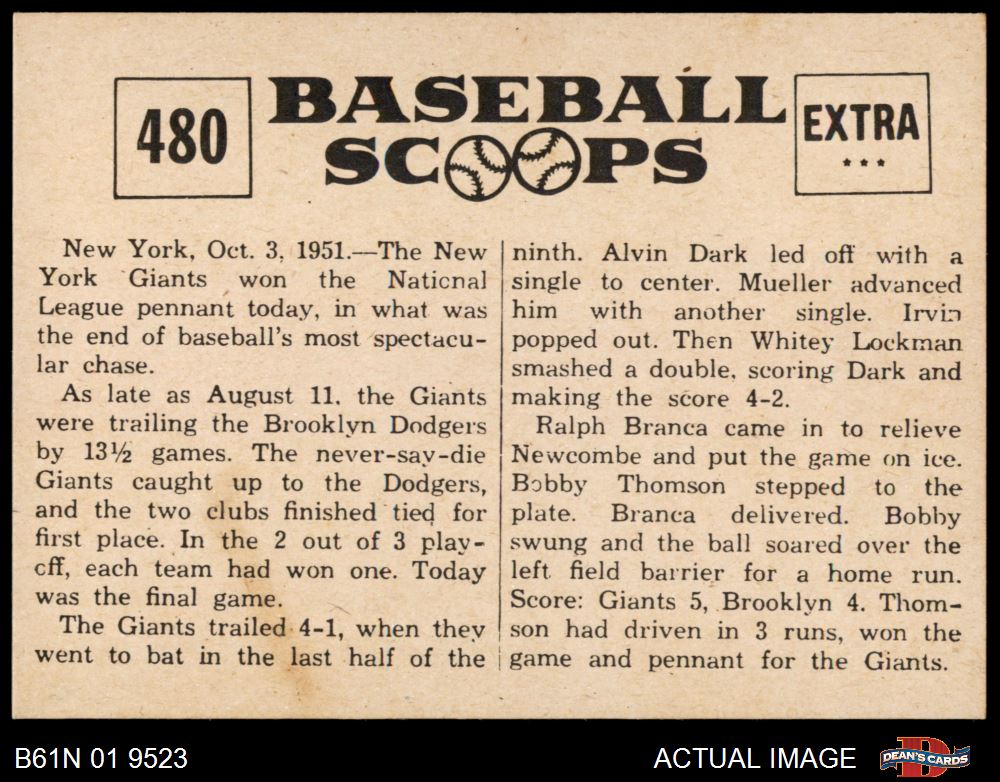 480
BASEBALL
SCOOPS
EXTRA
New York, Oct. 3, 1951.—The New
York Giants won the National
League pennant today, in what was
the end of baseball's most spectacu-
lar chase.
As late as August 11, the Giants
were trailing the Brooklyn Dodgers
by 13½ games. The never-say-die
Giants caught up to the Dodgers,
and the two clubs finished tied for
first place. In the 2 out of 3 play-
off, each team had won one. Today
was the final game.
The Giants trailed 4-1, when they
went to bat in the last half of the
ninth. Alvin Dark led off with a
single to center. Mueller advanced
him with another single. Irvin
popped out. Then Whitey Lockman
smashed a double, scoring Dark and
making the score 4-2.
Ralph Branca came in to relieve
Newcombe and put the game on ice.
Bobby Thomson stepped to the
plate. Branca delivered. Bobby
swung and the ball soared over the
left field barrier for a home run.
Score: Giants 5, Brooklyn 4. Thom-
son had driven in 3 runs, won the
game and pennant for the Giants.
B61N 01 9523
ACTUAL IMAGE
DEAN'S CARDS